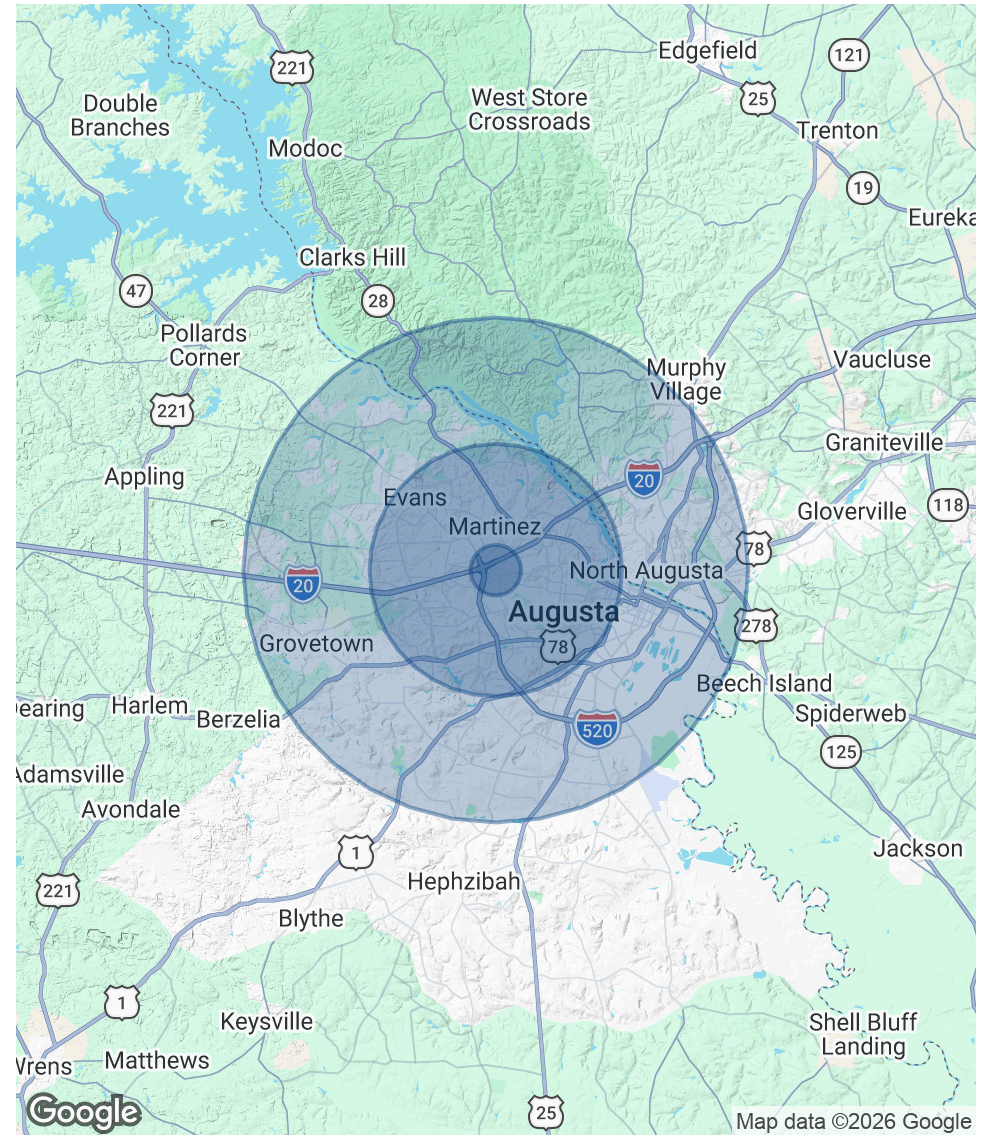 Edgefield
121
221
25
Double
Branches
West Store
Crossroads
Trenton
Modoc
19
Eureka
Clarks Hill
47
28
Pollards
Corner
Murphy
Village
Vaucluse
221
Graniteville
Appling
20
Evans
118
Gloverville
Martinez
78
20
North Augusta
Augusta
278
Grovetown
78
Beech Island
Harlem
earing
Berzelia
Spiderweb
520
125
Adamsville
Avondale
Jackson
1
Hephzibah
221
Blythe
1
Keysville
Shell Bluff
Landing
Wrens
Matthews
Google
25
Map data ©2026 Google